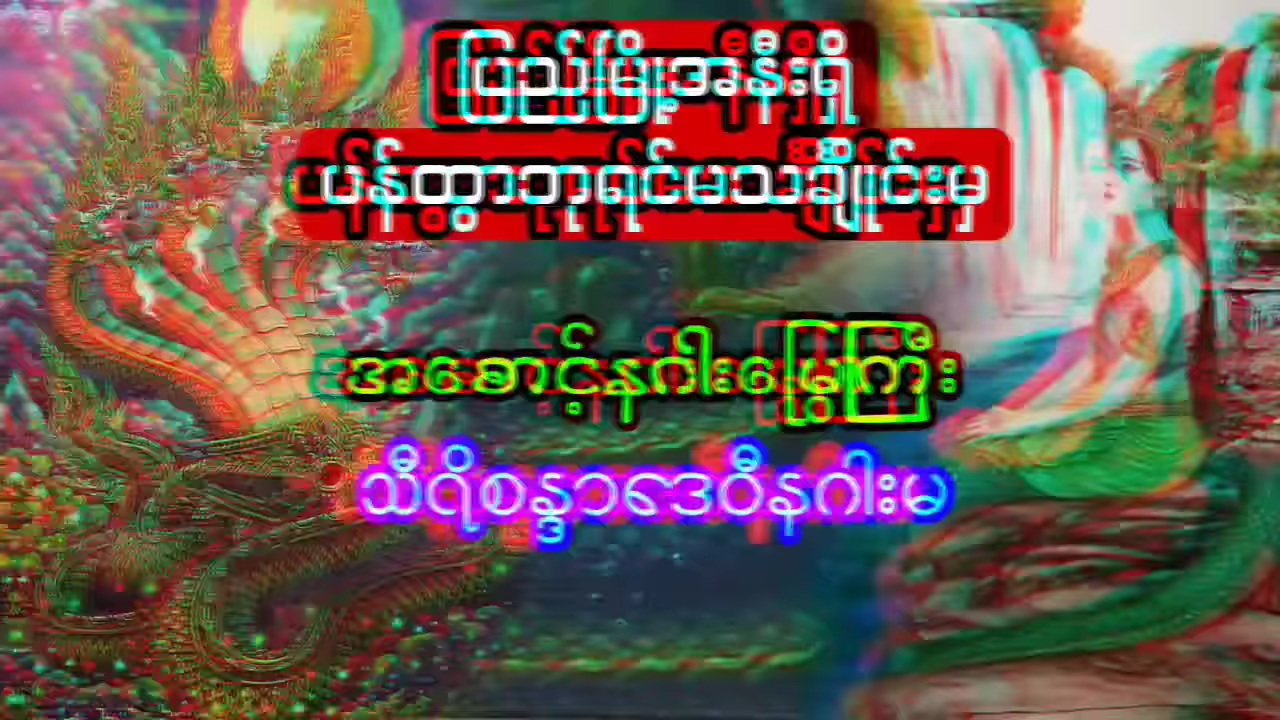 ပြည်မြို့အနီးရှိ
ပန်ထွာဘုရင်မသချိုင်းမှ
အစောင့်နဂါးမြွေကြီး
သီရိစန္ဒာဒေဝီနဂါးမ